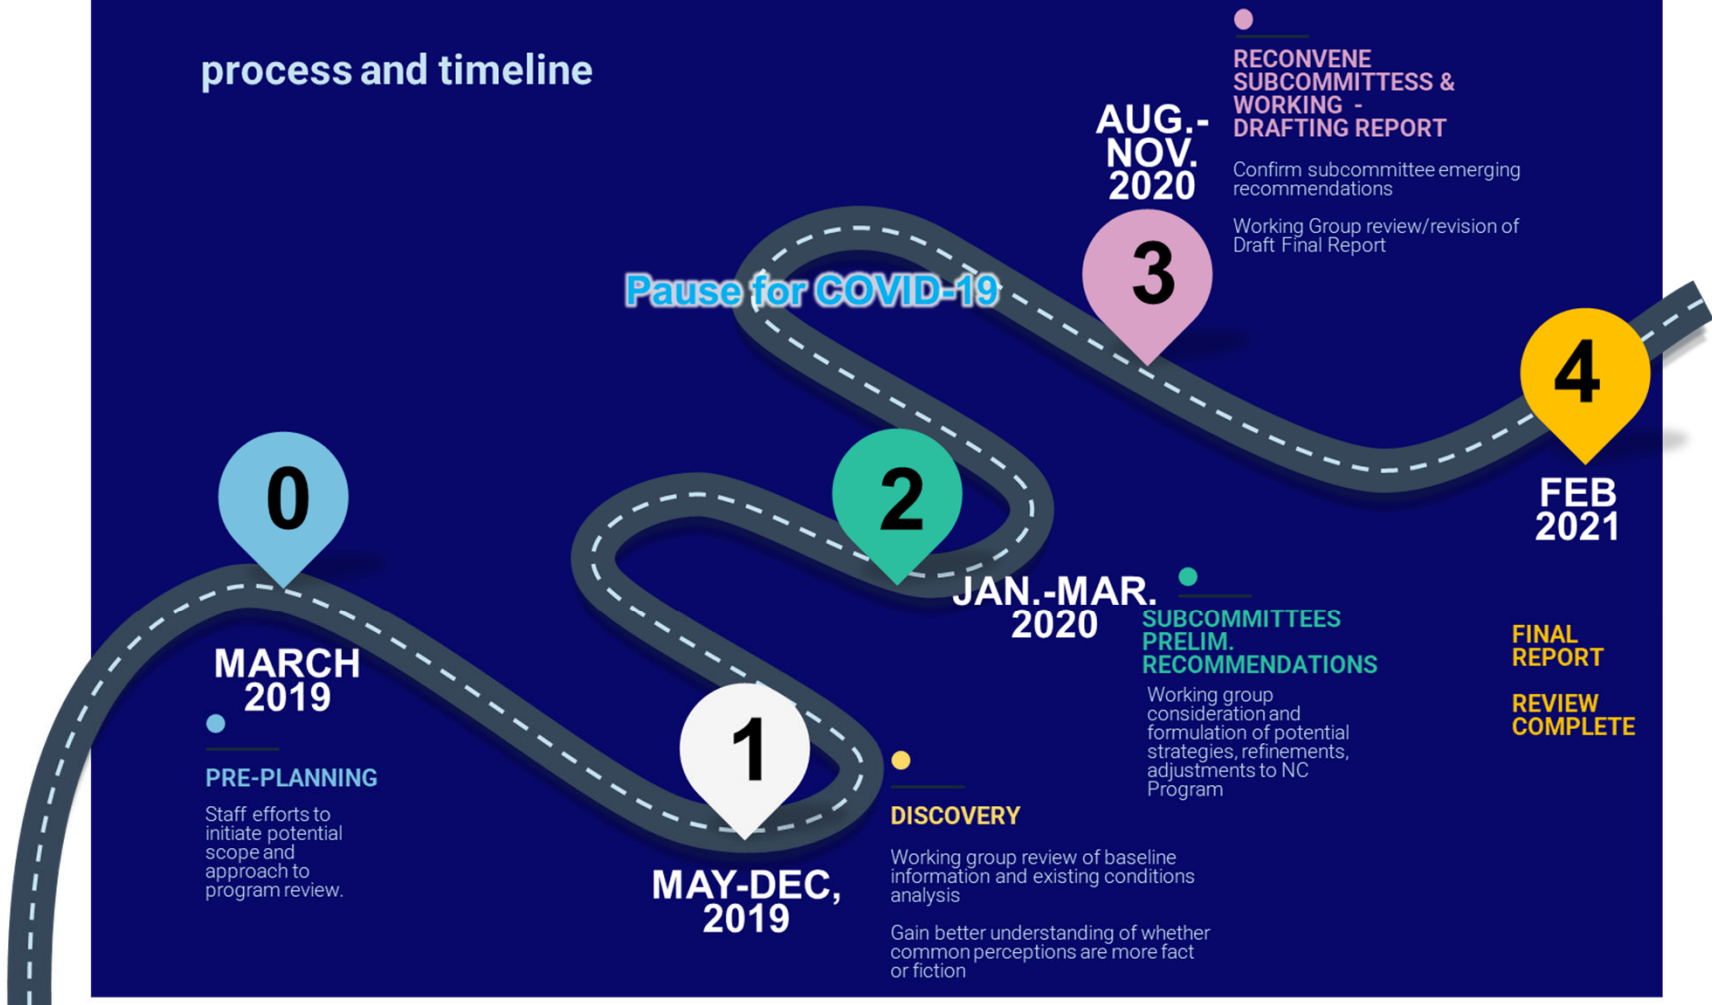 process and timeline
0
MARCH
2019
PRE-PLANNING
Staff efforts to
initiate potential
scope and
approach to
program review.
1
MAY-DEC,
2019
DISCOVERY
Working group review of baseline
information and existing conditions
analysis
Gain better understanding of whether
common perceptions are more fact
or fiction
2
JAN.-MAR.
2020
SUBCOMMITTEES
PRELIM.
RECOMMENDATIONS
Working group
consideration and
formulation of potential
strategies, refinements,
adjustments to NC
Program
Pause for COVID-19
3
AUG.-
NOV.
2020
RECONVENE
SUBCOMMITTESS &
WORKING -
DRAFTING REPORT
Confirm subcommittee emerging
recommendations
Working Group review/revision of
Draft Final Report
4
FEB
2021
FINAL
REPORT
REVIEW
COMPLETE